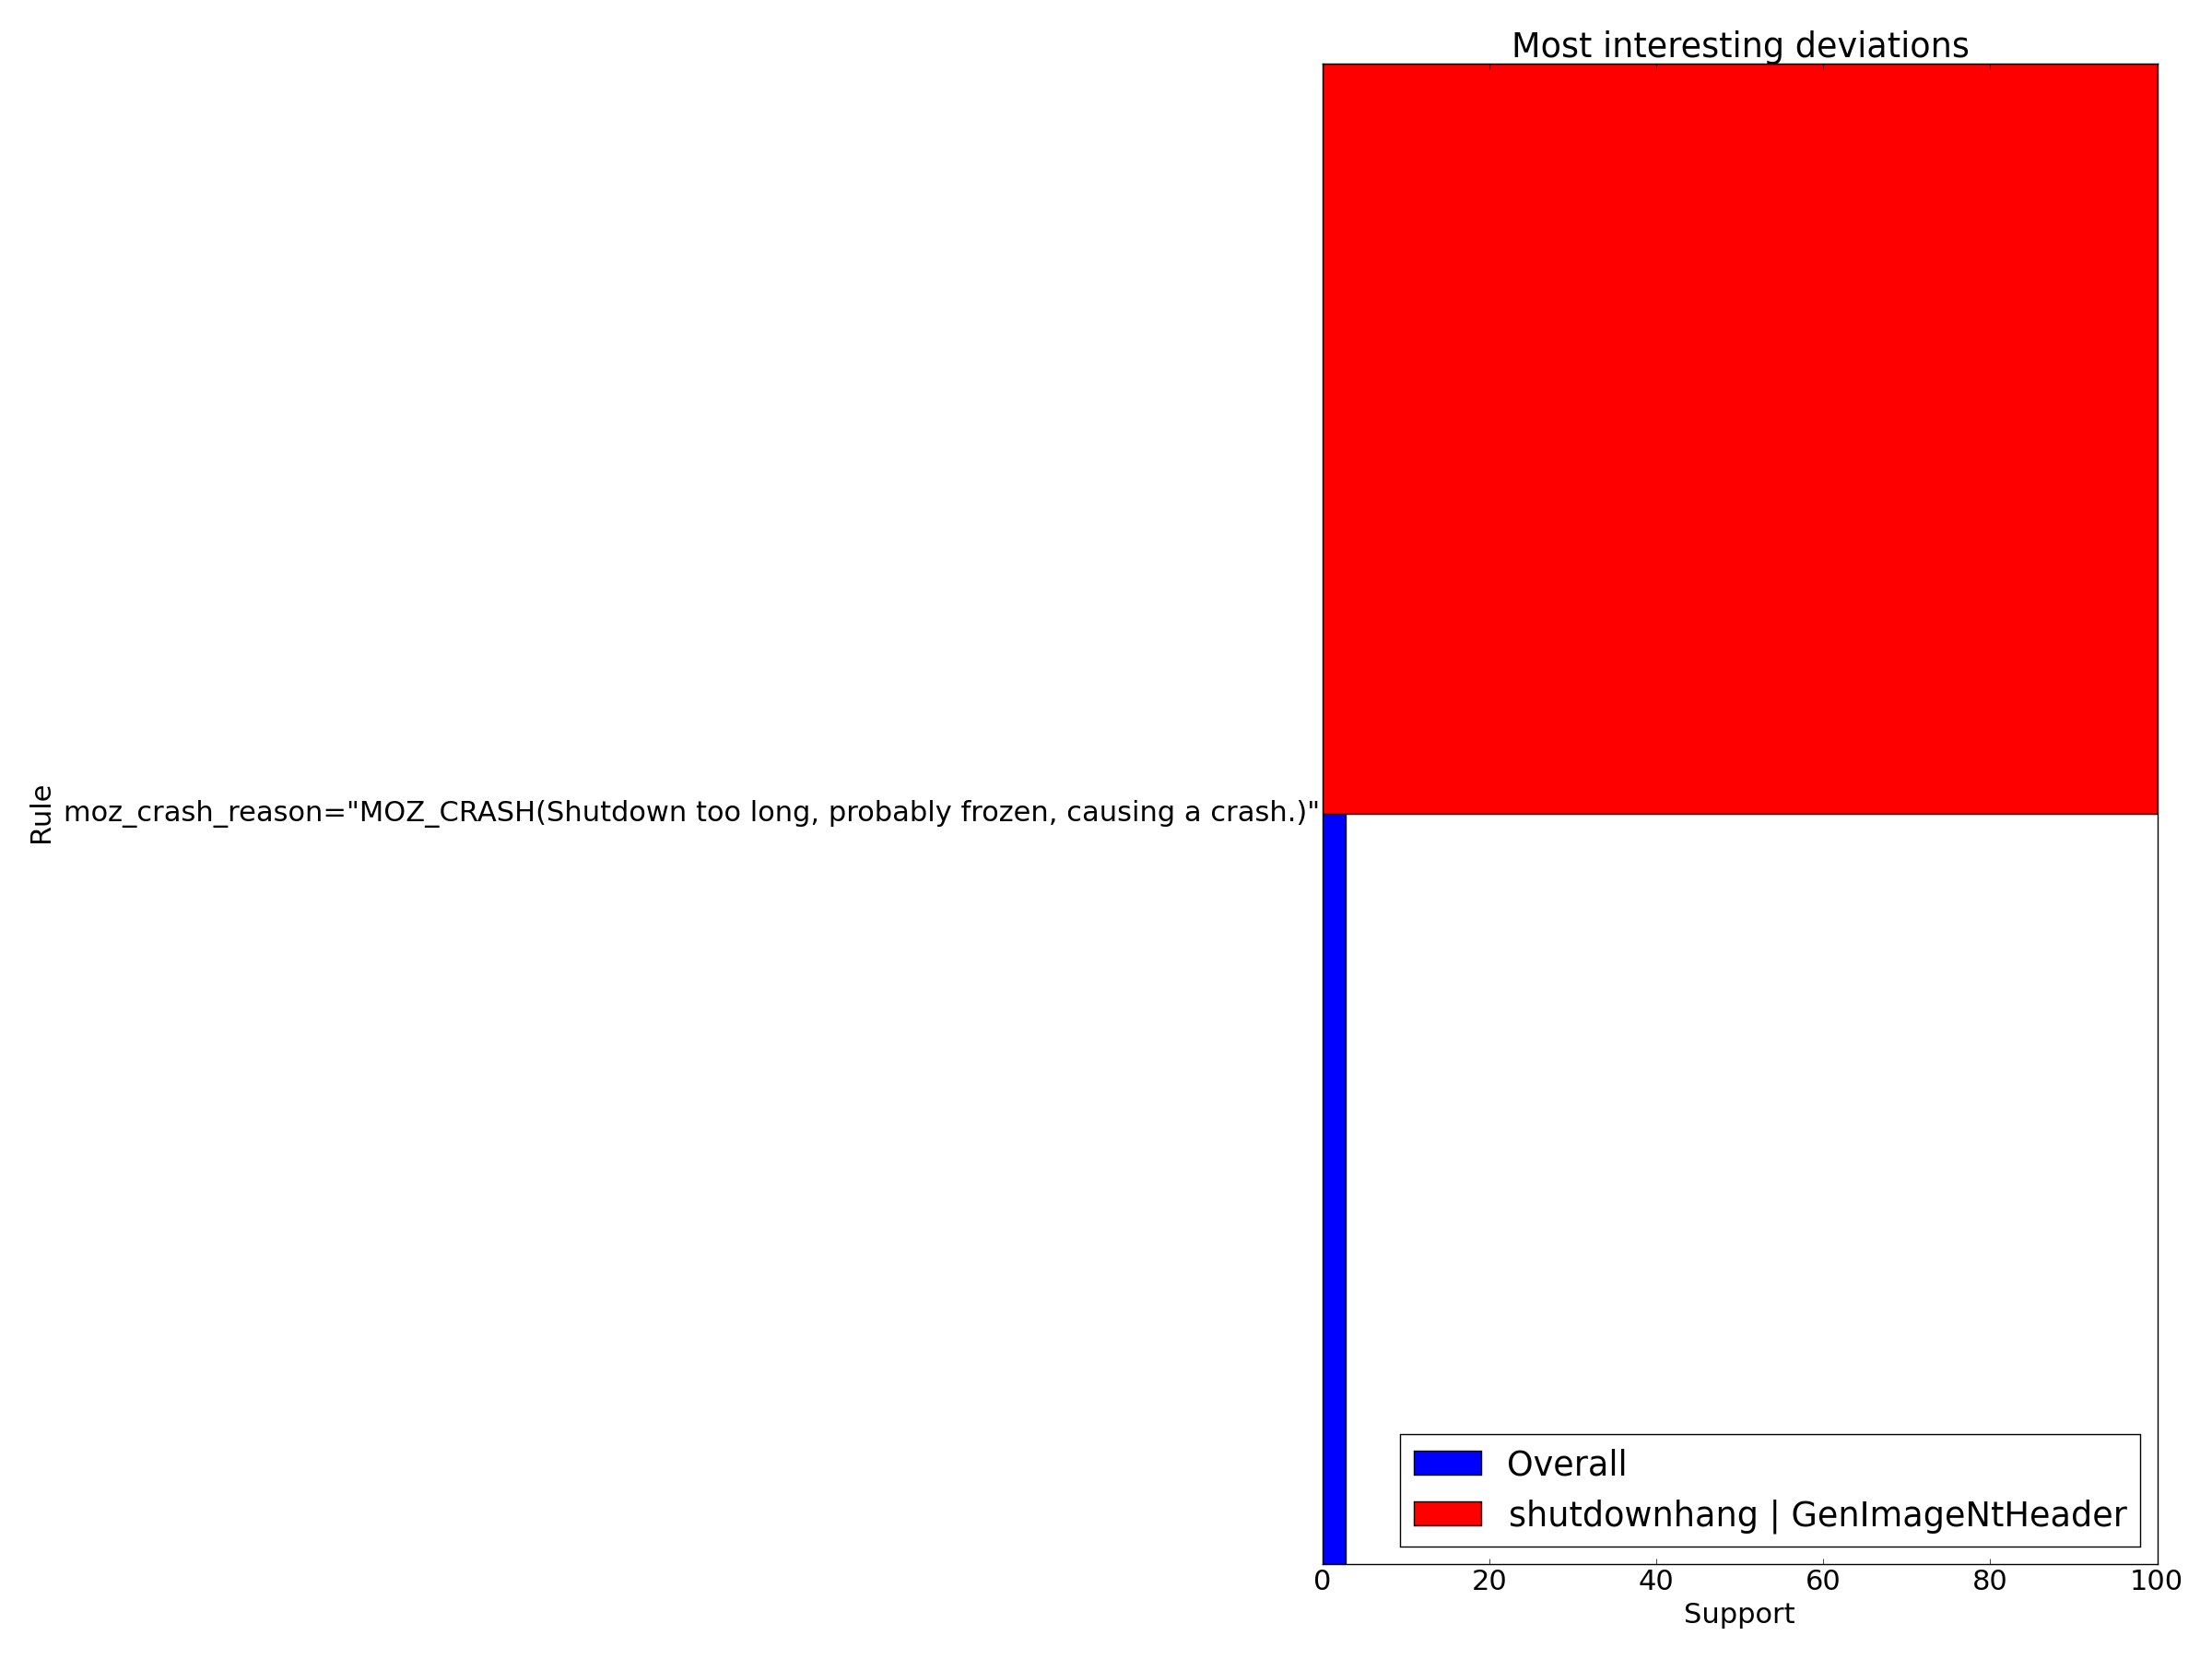 Most interesting deviations
Rule
moz_crash_reason="MOZ_CRASH(Shutdown too long, probably frozen, causing a crash.)"
Overall
shutdownhang | GenImageNtHeader
0 20 40 60 80 100
Support